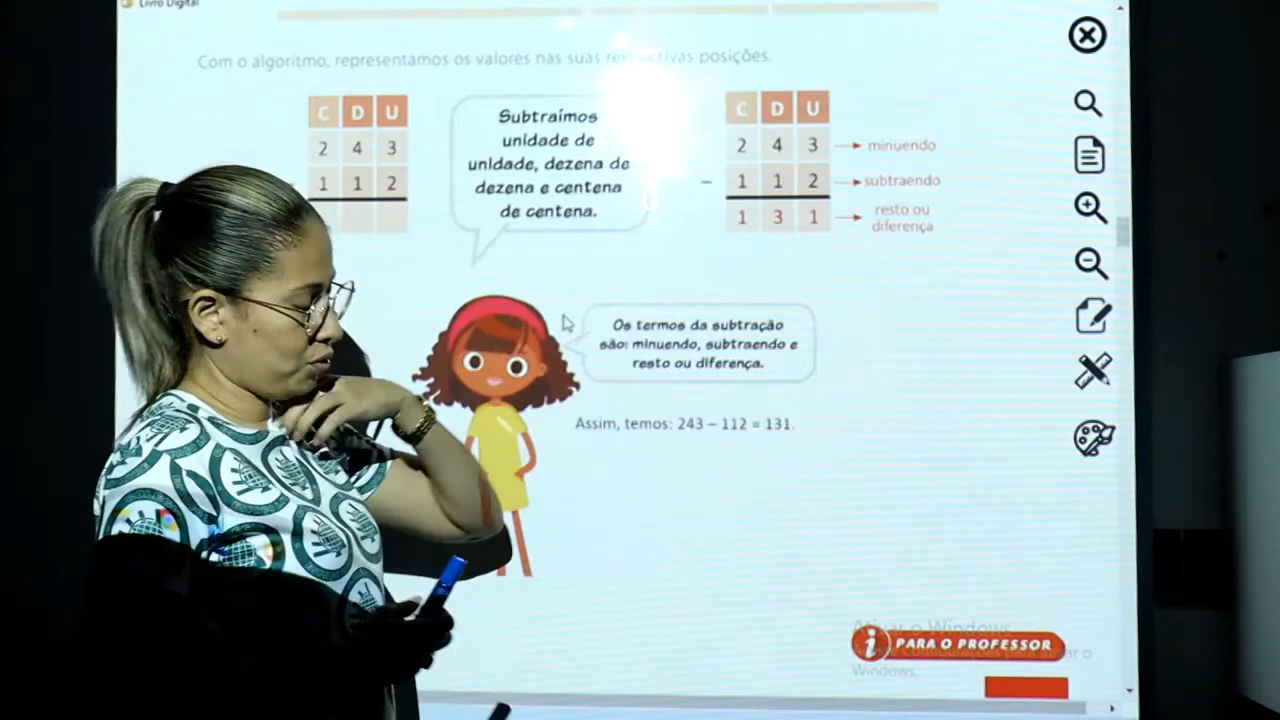 Livro Digital
Com o algoritmo, representamos os valores nas suas respectivas posições.
C D U
2 4 3
1 1 2
Subtraímos
unidade de
unidade, dezena de
dezena e centena
de centena.
C D U
2 4 3 minuendo
– 1 1 2 subtraendo
1 3 1 resto ou
diferença
Os termos da subtração
são: minuendo, subtraendo e
resto ou diferença.
Assim, temos: 243 – 112 = 131.
Ativar o Windows
i PARA O PROFESSOR
Windows.